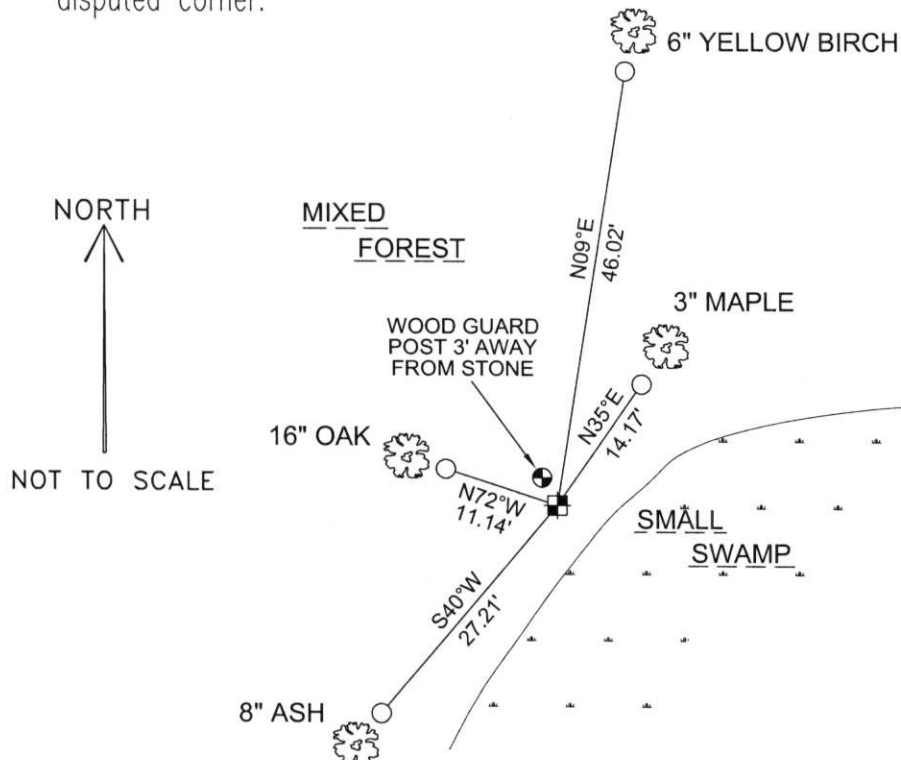 disputed corner.
6" YELLOW BIRCH
NORTH
MIXED
FOREST
N09°E
46.02'
3" MAPLE
WOOD GUARD
POST 3' AWAY
FROM STONE
N35°E
14.17'
16" OAK
NOT TO SCALE
N72°W
11.14'
SMALL
SWAMP
S40°W
27.21'
8" ASH